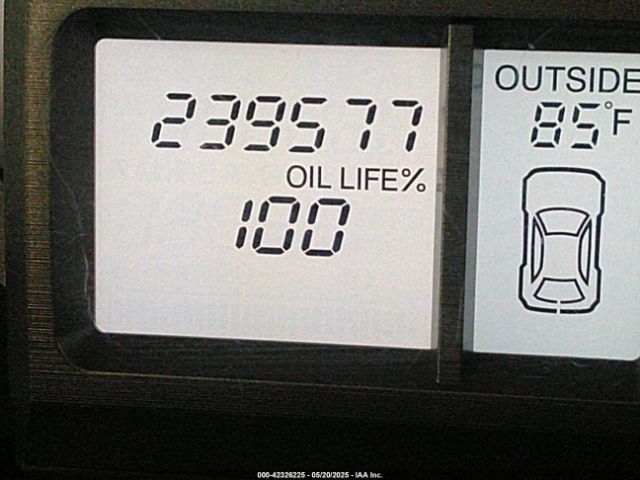 239577
OIL LIFE%
100
OUTSIDE
85°F
000-42326225 - 05/20/2025 - IAA Inc.